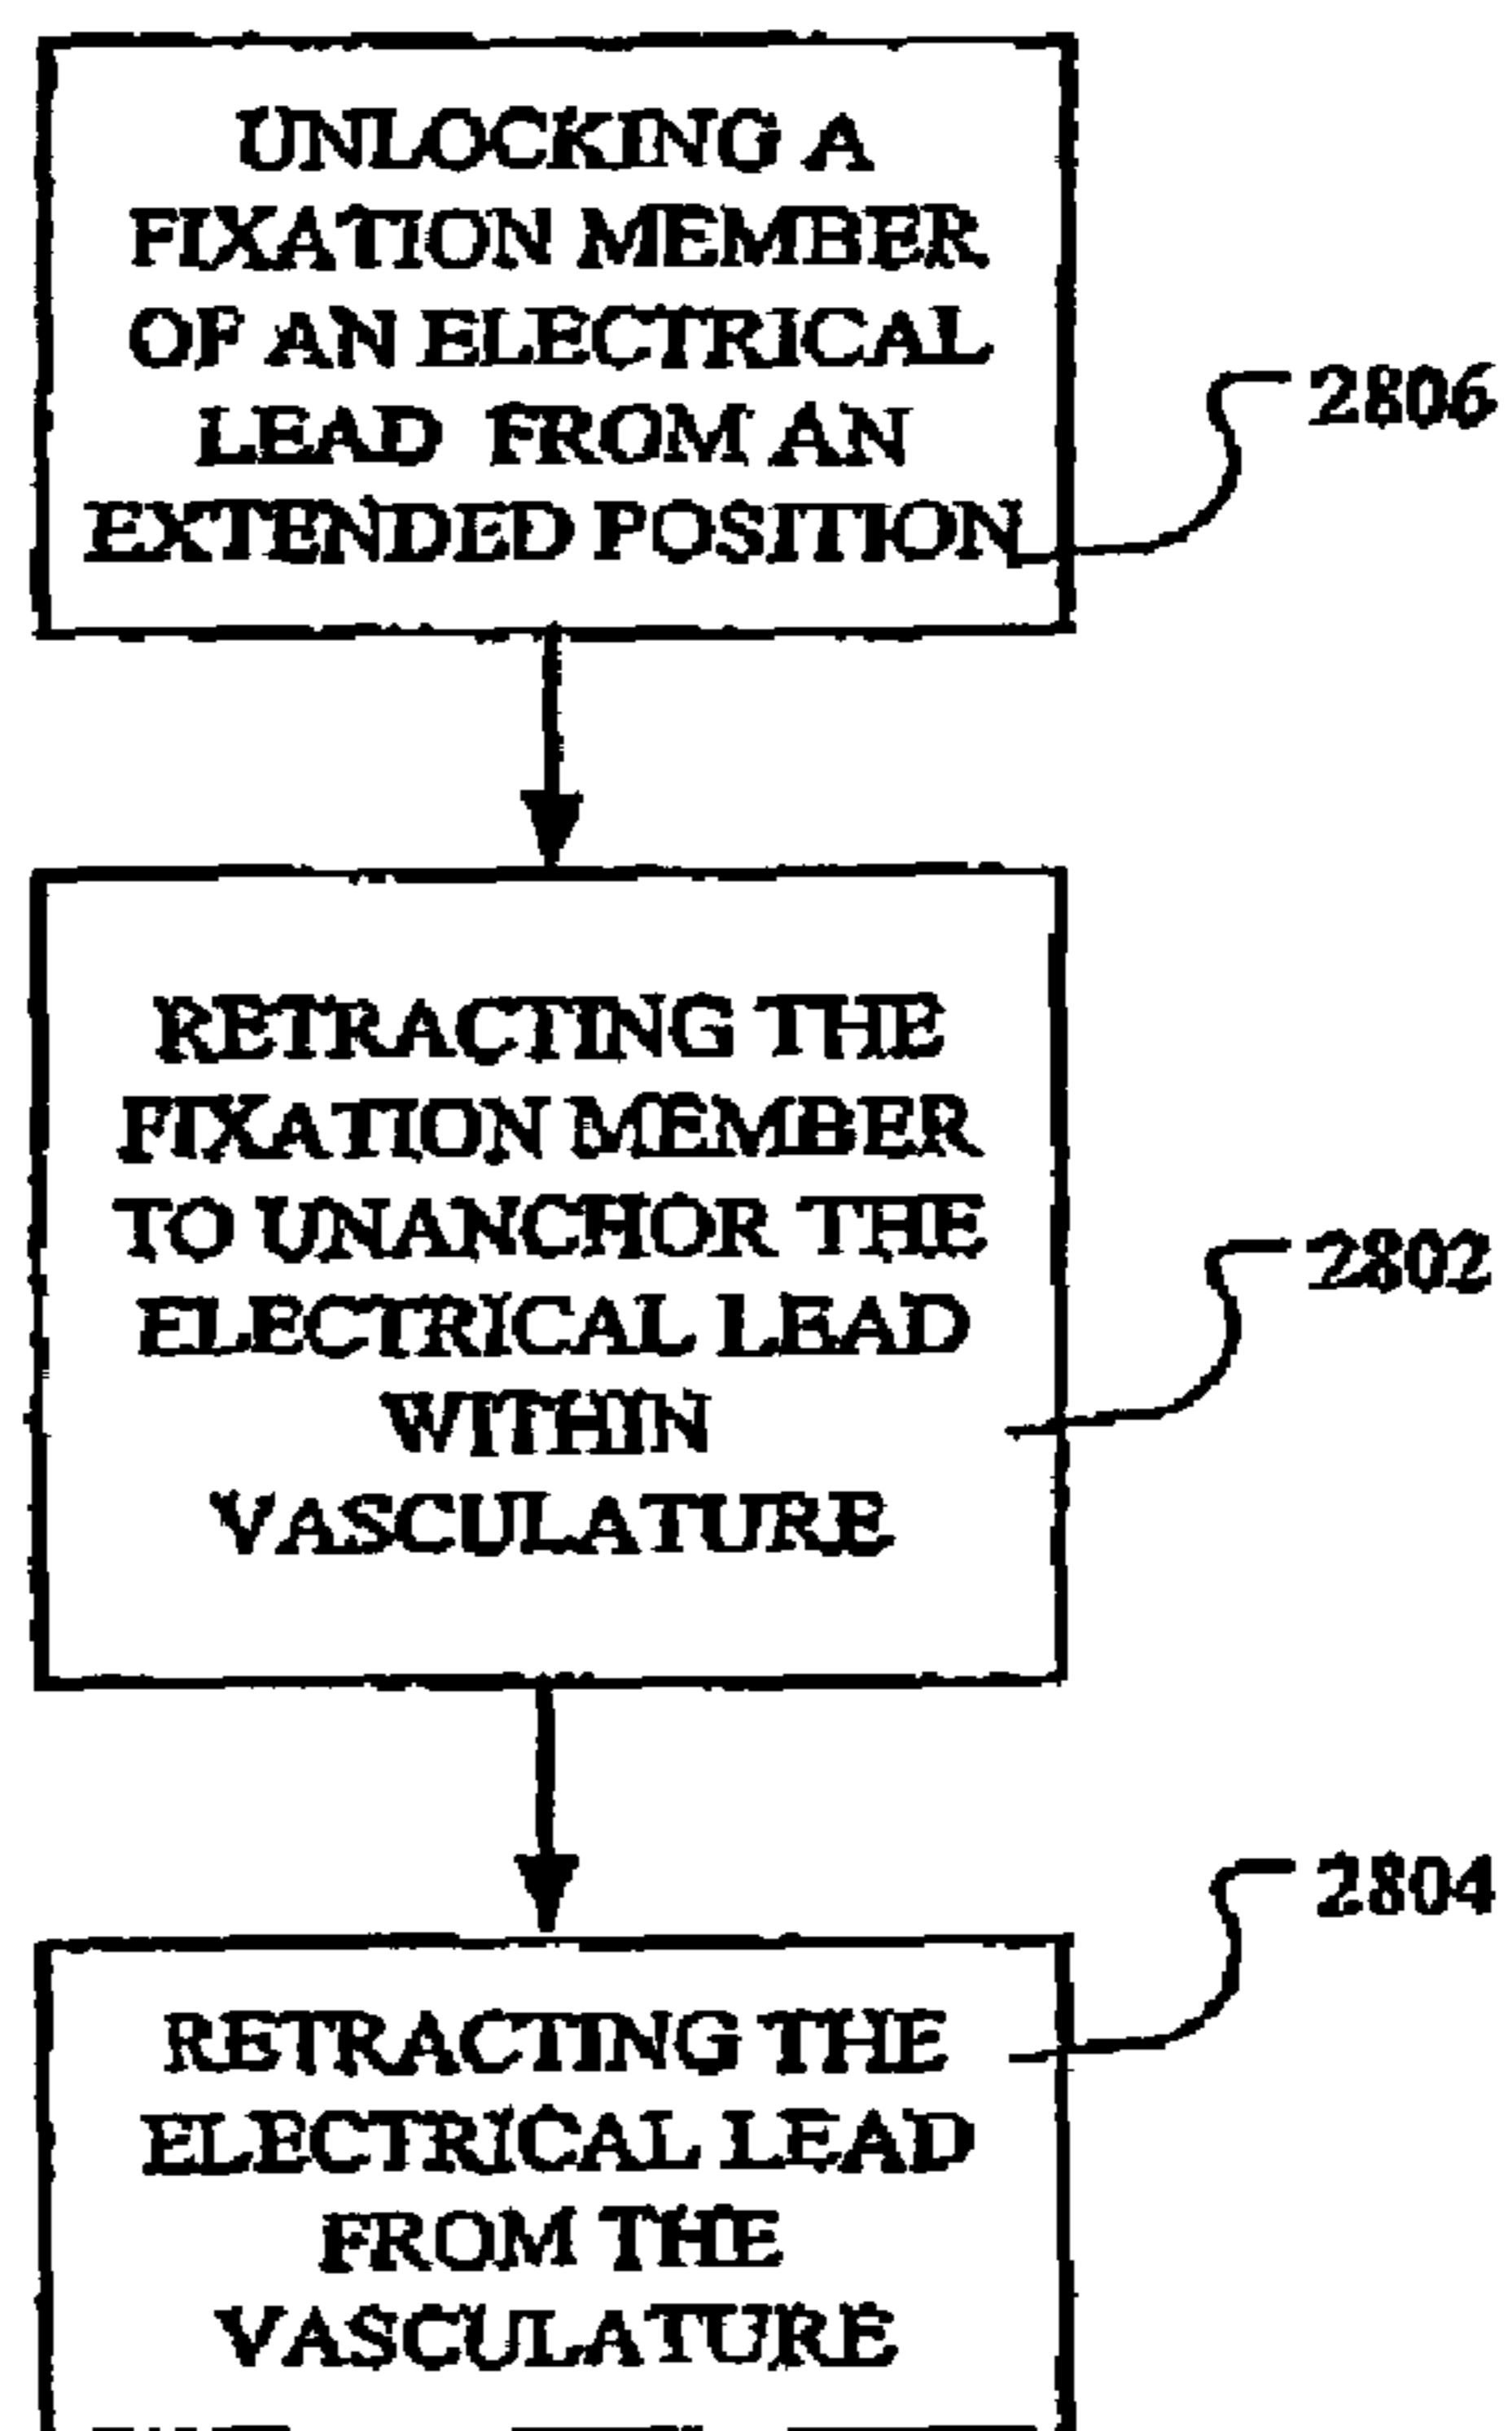 UNLOCKING A
FIXATION MEMBER
OF AN ELECTRICAL
LEAD FROM AN
EXTENDED POSITION
2806
RETRACTING THE
FIXATION MEMBER
TO UNANCHOR THE
ELECTRICAL LEAD
WITHIN
VASCULATURE
2802
2804
RETRACTING THE
ELECTRICAL LEAD
FROM THE
VASCULATURE